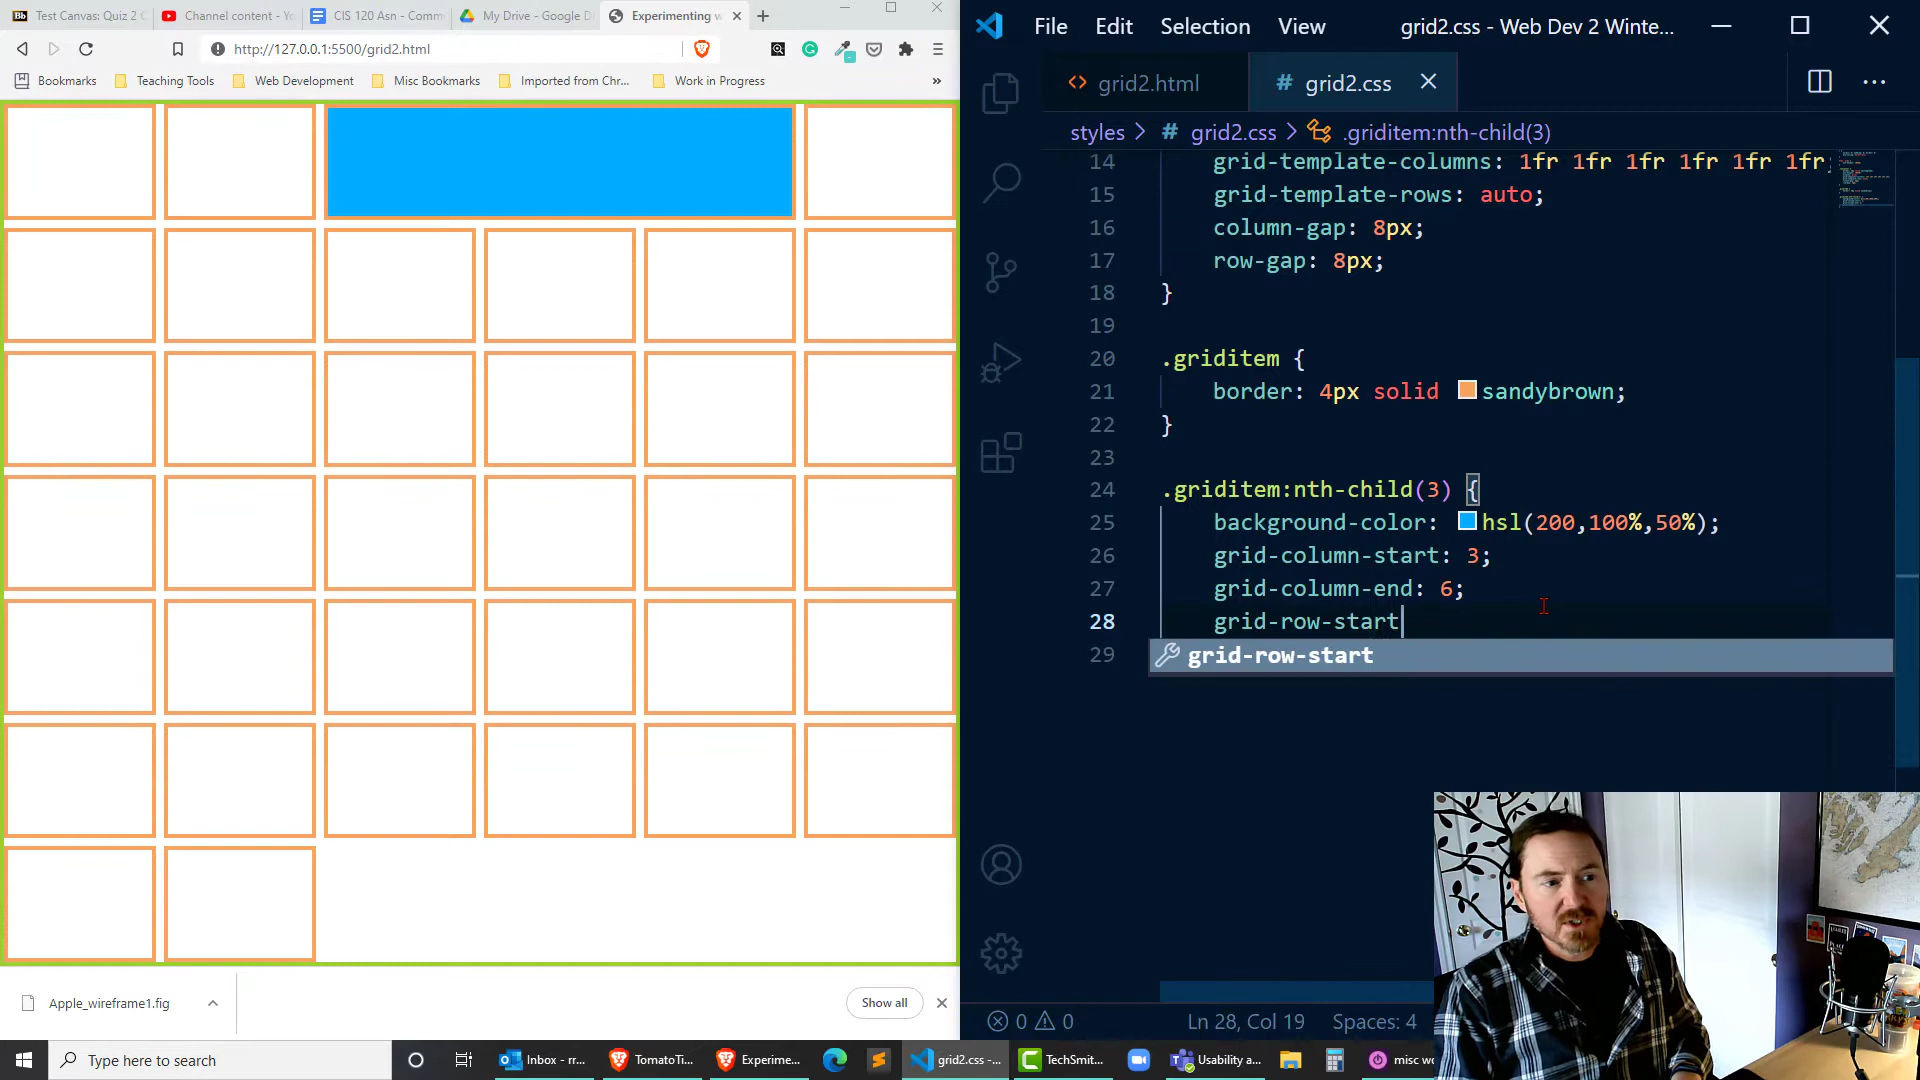 Test Canvas: Quiz 2 C
Channel content - Yo
CIS 120 Asn - Comm
My Drive - Google D
Experimenting w
http://127.0.0.1:5500/grid2.html
Bookmarks
Teaching Tools
Web Development
Misc Bookmarks
Imported from Chr...
Work in Progress
Apple_wireframe1.fig
Show all
File Edit Selection View
grid2.css - Web Dev 2 Winte...
grid2.html
# grid2.css
styles > # grid2.css > .griditem:nth-child(3)
14 grid-template-columns: 1fr 1fr 1fr 1fr 1fr 1fr;
15 grid-template-rows: auto;
16 column-gap: 8px;
17 row-gap: 8px;
18 }
19
20 .griditem {
21 border: 4px solid sandybrown;
22 }
23
24 .griditem:nth-child(3) {
25 background-color: hsl(200,100%,50%);
26 grid-column-start: 3;
27 grid-column-end: 6;
28 grid-row-start
29
grid-row-start
0 0 Ln 28, Col 19 Spaces: 4
Type here to search
Inbox - rr...
TomatoTi...
Experime...
grid2.css -...
TechSmit...
Usability a...
misc wo